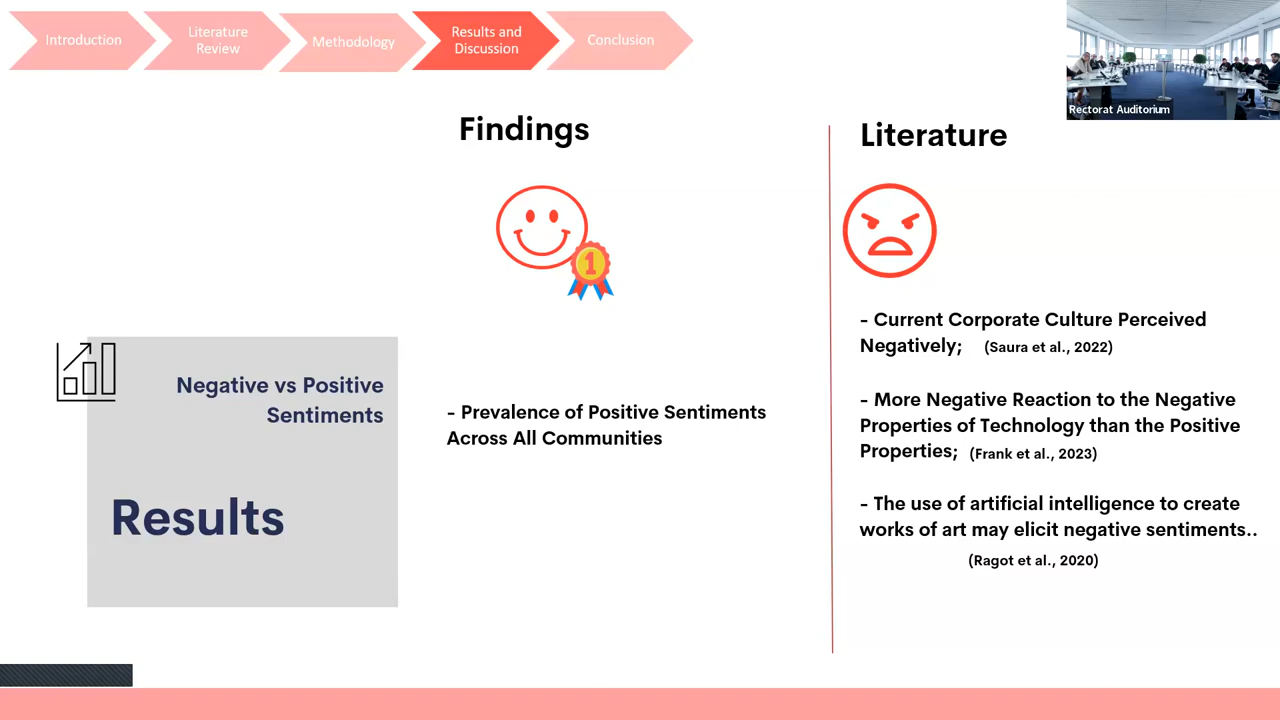 Introduction
Literature
Review
Methodology
Results and
Discussion
Conclusion
Rectorat Auditorium
Findings
1
- Prevalence of Positive Sentiments
Across All Communities
Literature
- Current Corporate Culture Perceived
Negatively; (Saura et al., 2022)
- More Negative Reaction to the Negative
Properties of Technology than the Positive
Properties; (Frank et al., 2023)
- The use of artificial intelligence to create
works of art may elicit negative sentiments..
(Ragot et al., 2020)
Negative vs Positive
Sentiments
Results